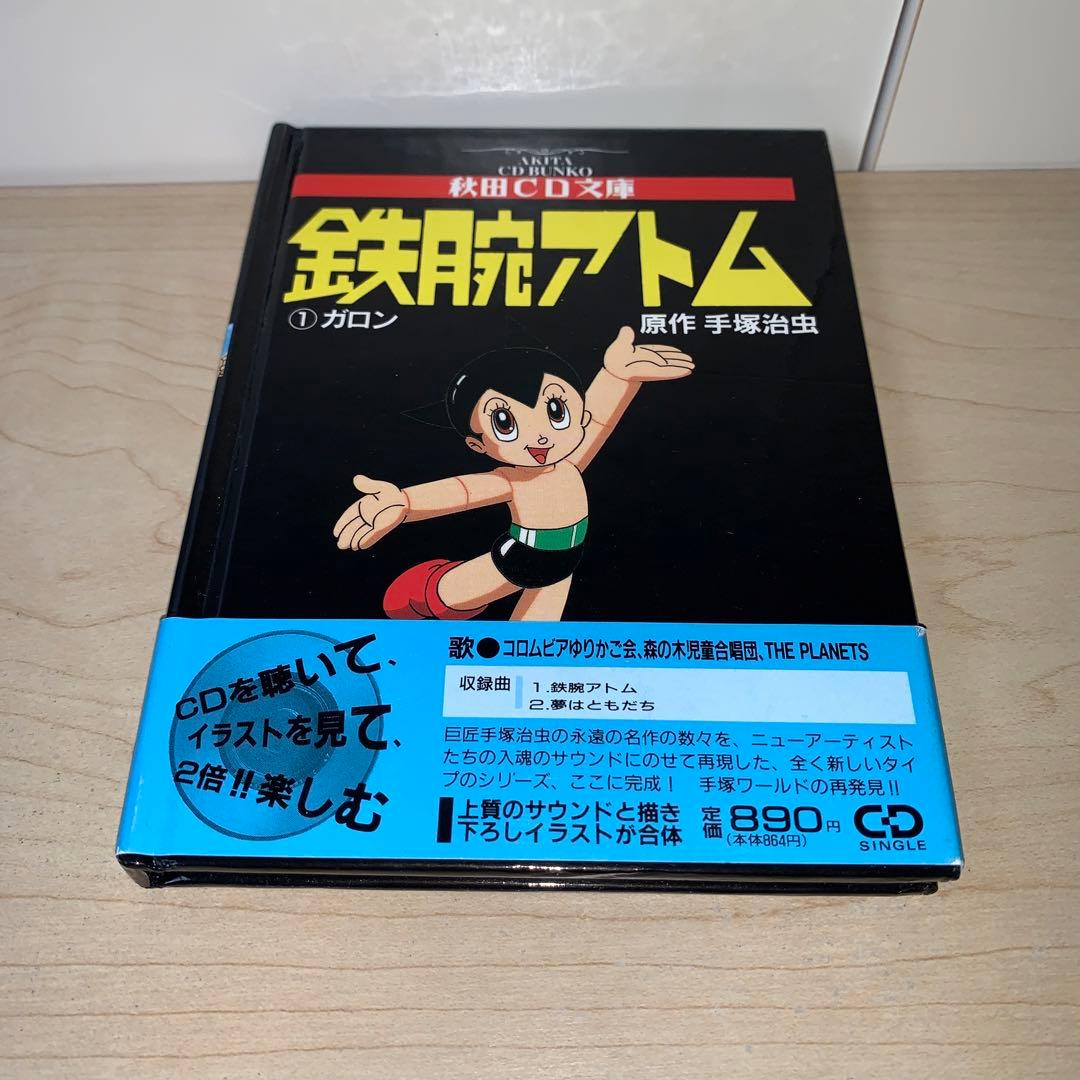 AKITA
CD BUNKO
秋田CD文庫
鉄腕アトム
①ガロン
原作 手塚治虫
CDを聴いて、
イラストを見て、
2倍!!楽しむ
歌●コロムビアゆりかご会、森の木児童合唱団、THE PLANETS
収録曲
1.鉄腕アトム
2.夢はともだち
巨匠手塚治虫の永遠の名作の数々を、ニューアーティスト
たちの入魂のサウンドにのせて再現した、全く新しいタイ
プのシリーズ、ここに完成! 手塚ワールドの再発見!!
上質のサウンドと描き
下ろしイラストが合体
定価890円
(本体864円)
CD
SINGLE